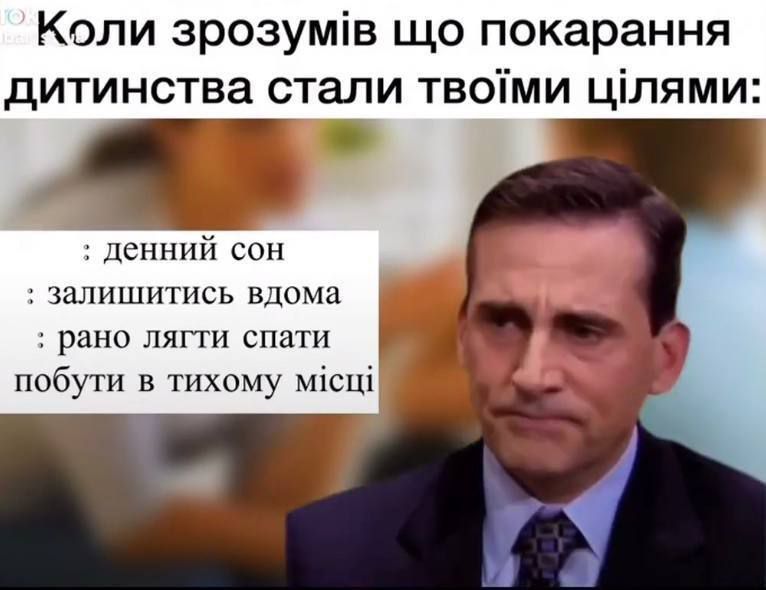 Коли зрозумів що покарання
дитинства стали твоїми цілями:
: денний сон
: залишитись вдома
: рано лягти спати
побути в тихому місці